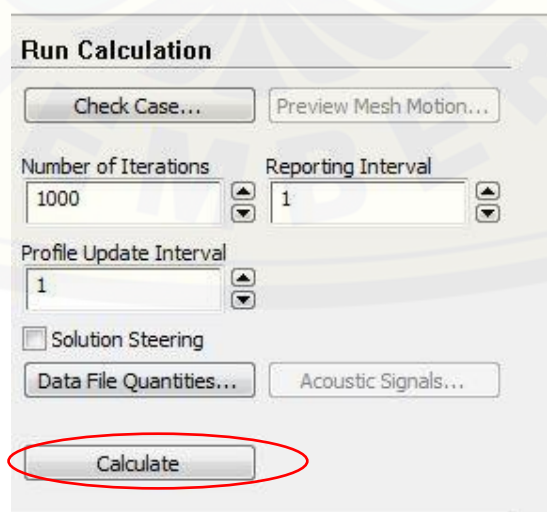 Run Calculation
Check Case... Preview Mesh Motion...
Number of Iterations Reporting Interval
1000 1
Profile Update Interval
1
Solution Steering
Data File Quantities... Acoustic Signals...
Calculate